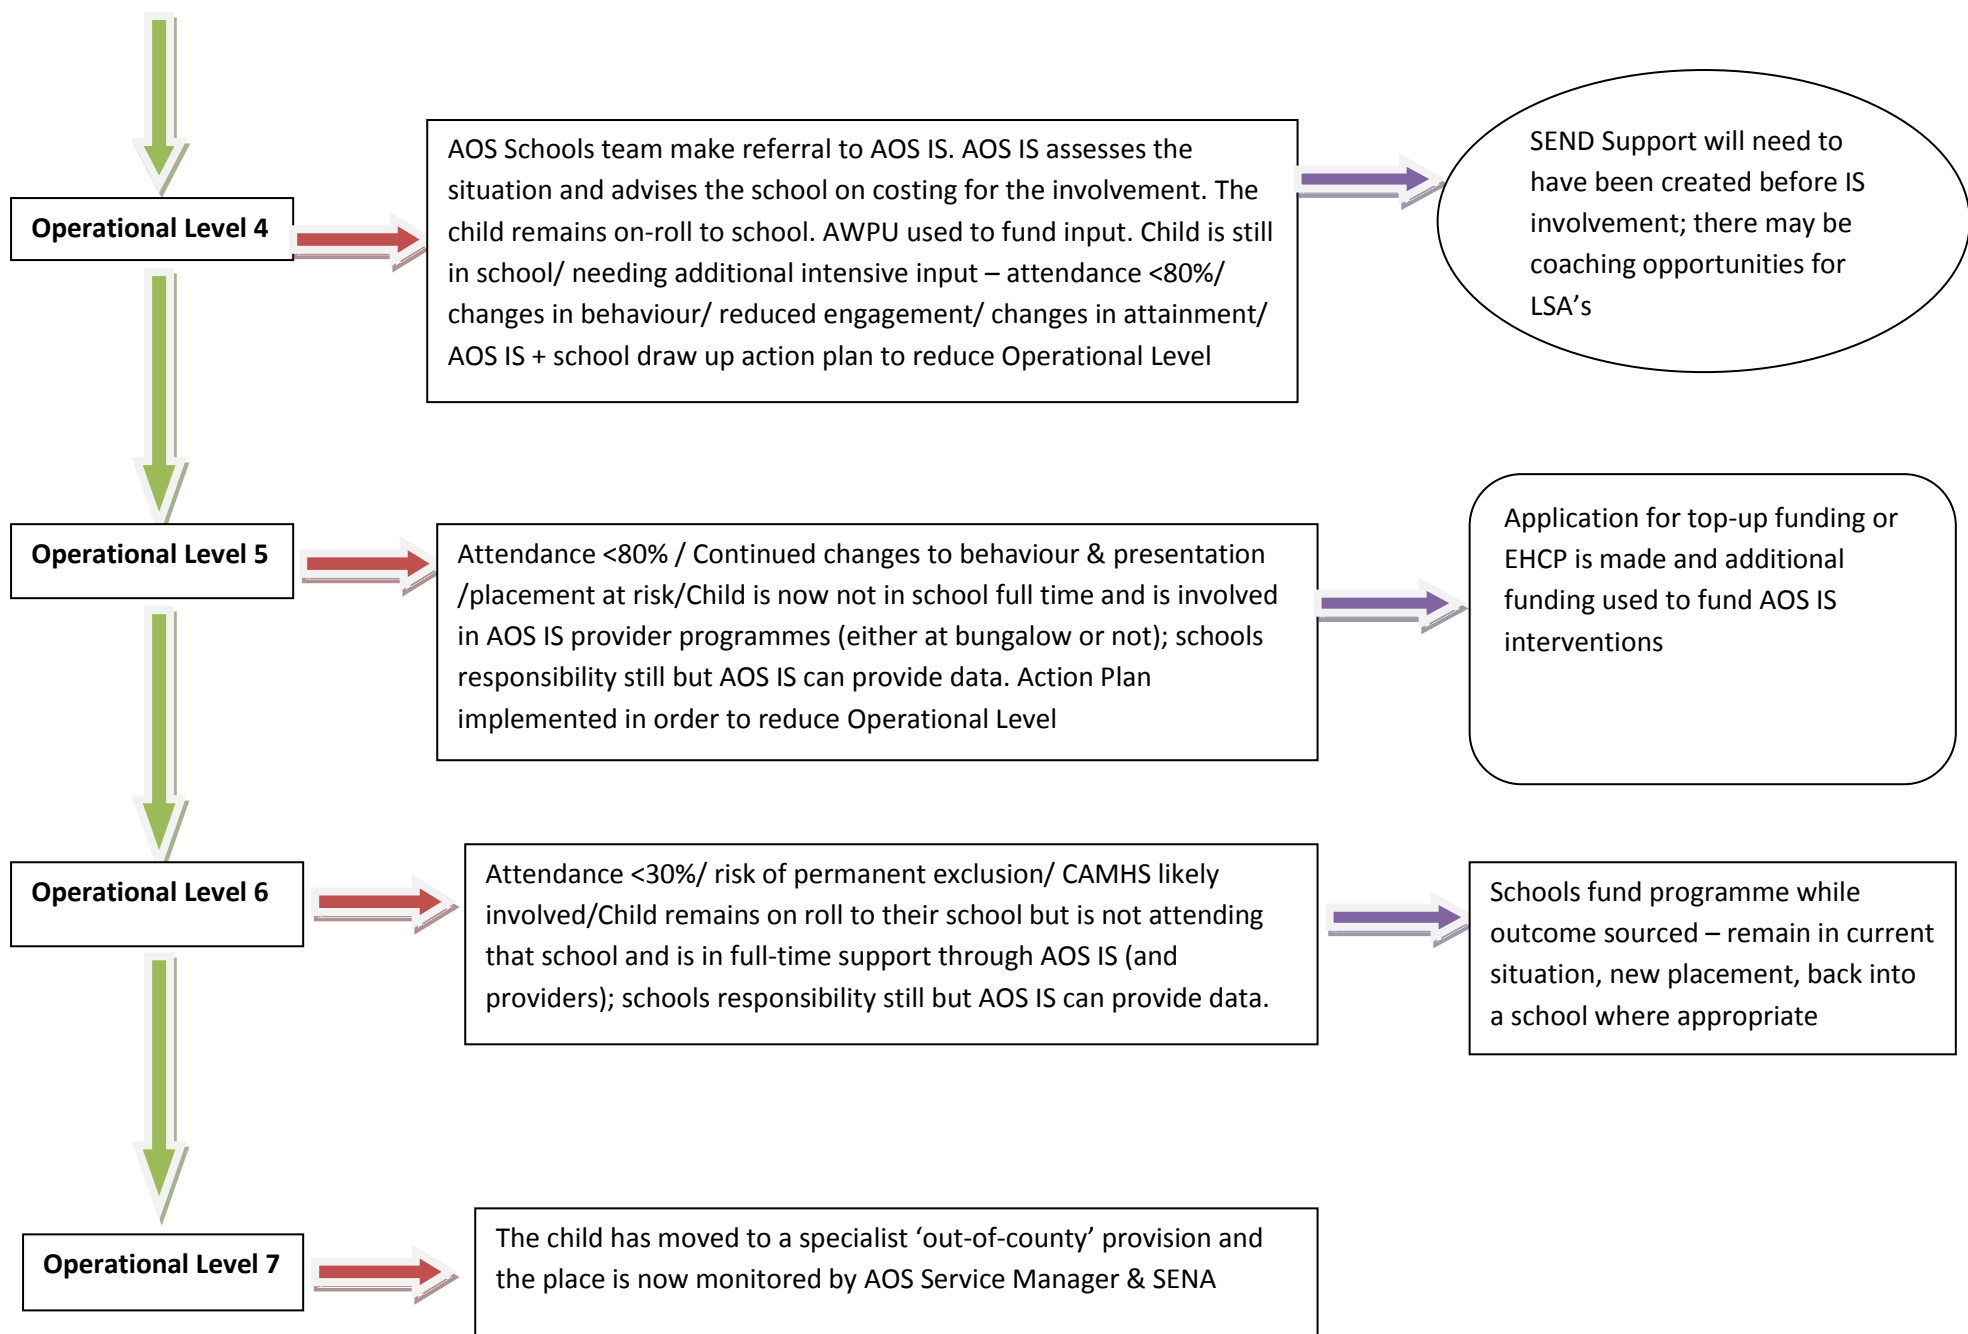 Operational Level 4
AOS Schools team make referral to AOS IS. AOS IS assesses the
situation and advises the school on costing for the involvement. The
child remains on-roll to school. AWPU used to fund input. Child is still
in school/ needing additional intensive input – attendance <80%/
changes in behaviour/ reduced engagement/ changes in attainment/
AOS IS + school draw up action plan to reduce Operational Level
SEND Support will need to
have been created before IS
involvement; there may be
coaching opportunities for
LSA's
Operational Level 5
Attendance <80% / Continued changes to behaviour & presentation
/placement at risk/Child is now not in school full time and is involved
in AOS IS provider programmes (either at bungalow or not); schools
responsibility still but AOS IS can provide data. Action Plan
implemented in order to reduce Operational Level
Application for top-up funding or
EHCP is made and additional
funding used to fund AOS IS
interventions
Operational Level 6
Attendance <30%/ risk of permanent exclusion/ CAMHS likely
involved/Child remains on roll to their school but is not attending
that school and is in full-time support through AOS IS (and
providers); schools responsibility still but AOS IS can provide data.
Schools fund programme while
outcome sourced – remain in current
situation, new placement, back into
a school where appropriate
Operational Level 7
The child has moved to a specialist ‘out-of-county’ provision and
the place is now monitored by AOS Service Manager & SENA